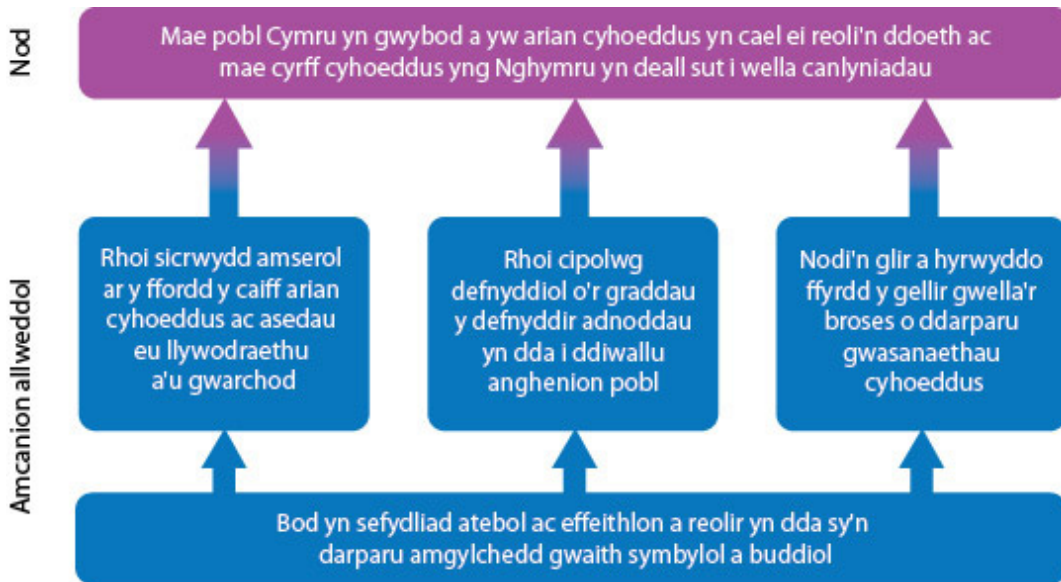 Nod
Mae pobl Cymru yn gwybod a yw arian cyhoeddus yn cael ei reoli'n ddoeth ac
mae cyrff cyhoeddus yng Nghymru yn deall sut i wella canlyniadau
Amcanion allweddol
Rhoi sicrwydd amserol
ar y ffordd y caiff arian
cyhoeddus ac asedau
eu llywodraethu
a'u gwarchod
Rhoi cipolwg
defnyddiol o'r graddau
y defnyddir adnoddau
yn dda i ddiwallu
anghenion pobl
Nodi'n glir a hyrwyddo
ffyrdd y gellir gwella'r
broses o ddarparu
gwasanaethau
cyhoeddus
Bod yn sefydliad atebol ac effeithlon a reolir yn dda sy'n
darparu amgylchedd gwaith symbylol a buddiol